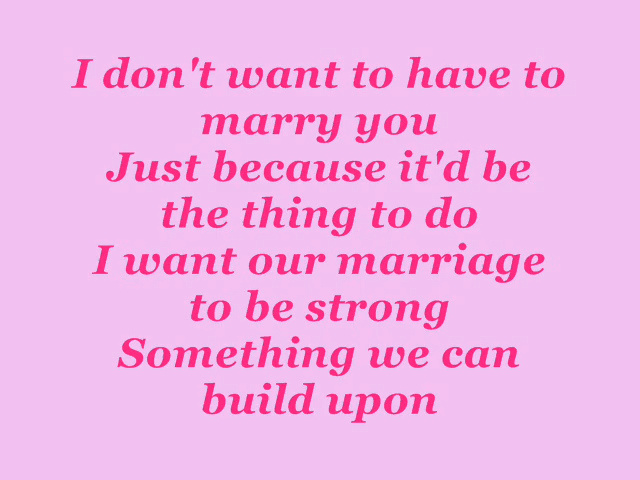 I don't want to have to
marry you
Just because it'd be
the thing to do
I want our marriage
to be strong
Something we can
build upon